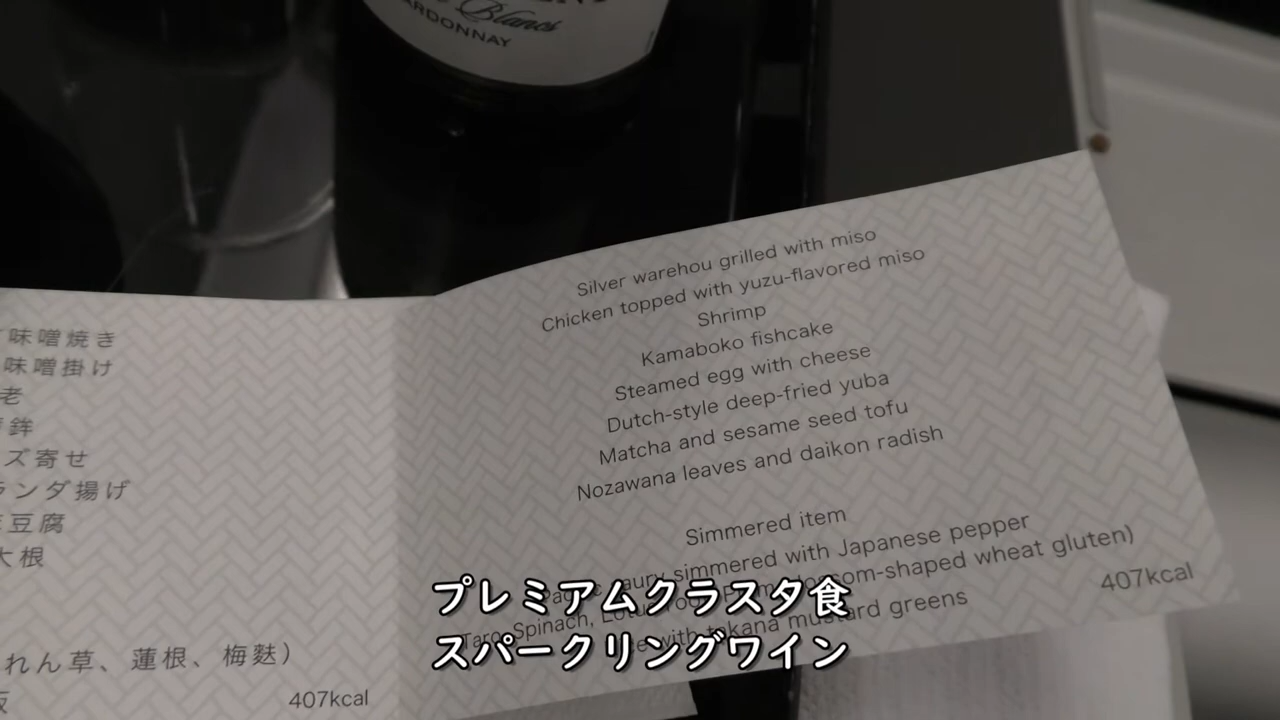 Blancs
CHARDONNAY
味噌焼き
味噌掛け
老
鉾
ズ寄せ
ランダ揚げ
豆腐
大根
れん草、蓮根、梅麩）
407kcal
Silver warehou grilled with miso
Chicken topped with yuzu-flavored miso
Shrimp
Kamaboko fishcake
Steamed egg with cheese
Dutch-style deep-fried yuba
Matcha and sesame seed tofu
Nozawana leaves and daikon radish
Simmered item
saury simmered with Japanese pepper
Taro, Spinach, blossom-shaped wheat gluten)
with takana mustard greens
407kcal
プレミアムクラス夕食
スパークリングワイン